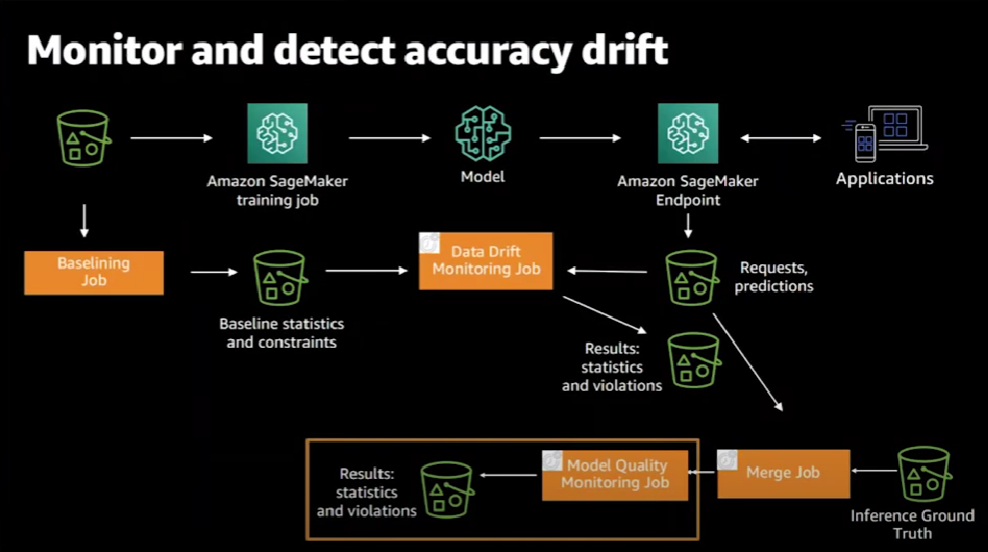 Monitor and detect accuracy drift
Amazon SageMaker
training job
Model
Amazon SageMaker
Endpoint
Applications
Baselining
Job
Baseline statistics
and constraints
Data Drift
Monitoring Job
Requests,
predictions
Results:
statistics
and violations
Results:
statistics
and violations
Model Quality
Monitoring Job
Merge Job
Inference Ground
Truth